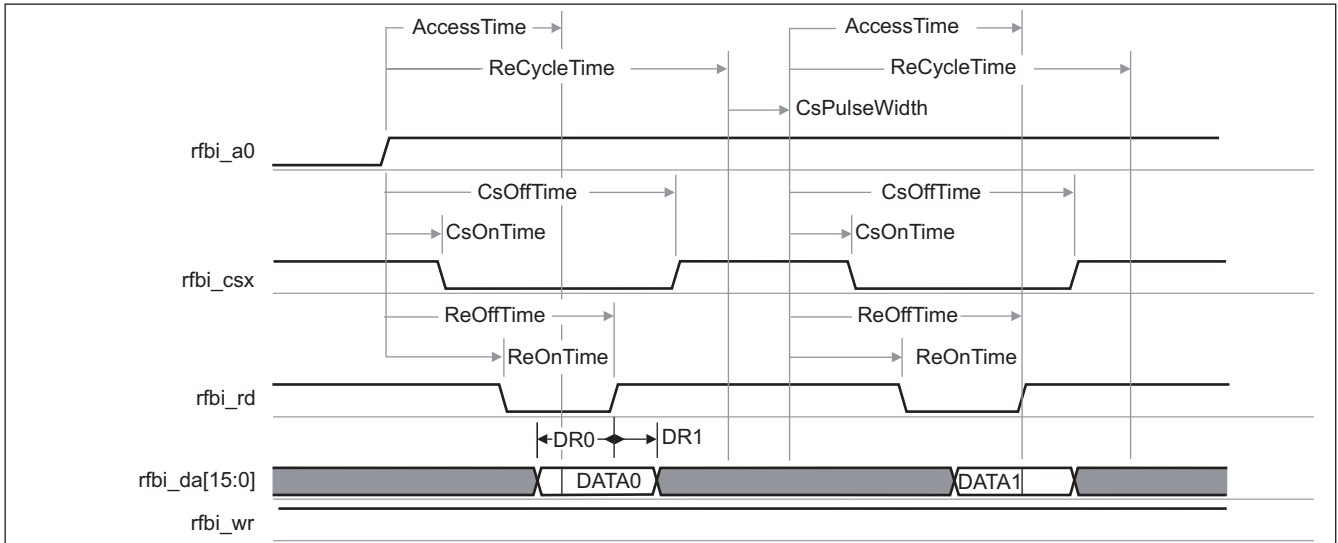 AccessTime AccessTime
ReCycleTime ReCycleTime
CsPulseWidth
rfbi_a0
CsOffTime CsOffTime
CsOnTime CsOnTime
rfbi_csx
ReOffTime ReOffTime
ReOnTime ReOnTime
rfbi_rd
DR0 DR1
rfbi_da[15:0] DATA0 DATA1
rfbi_wr